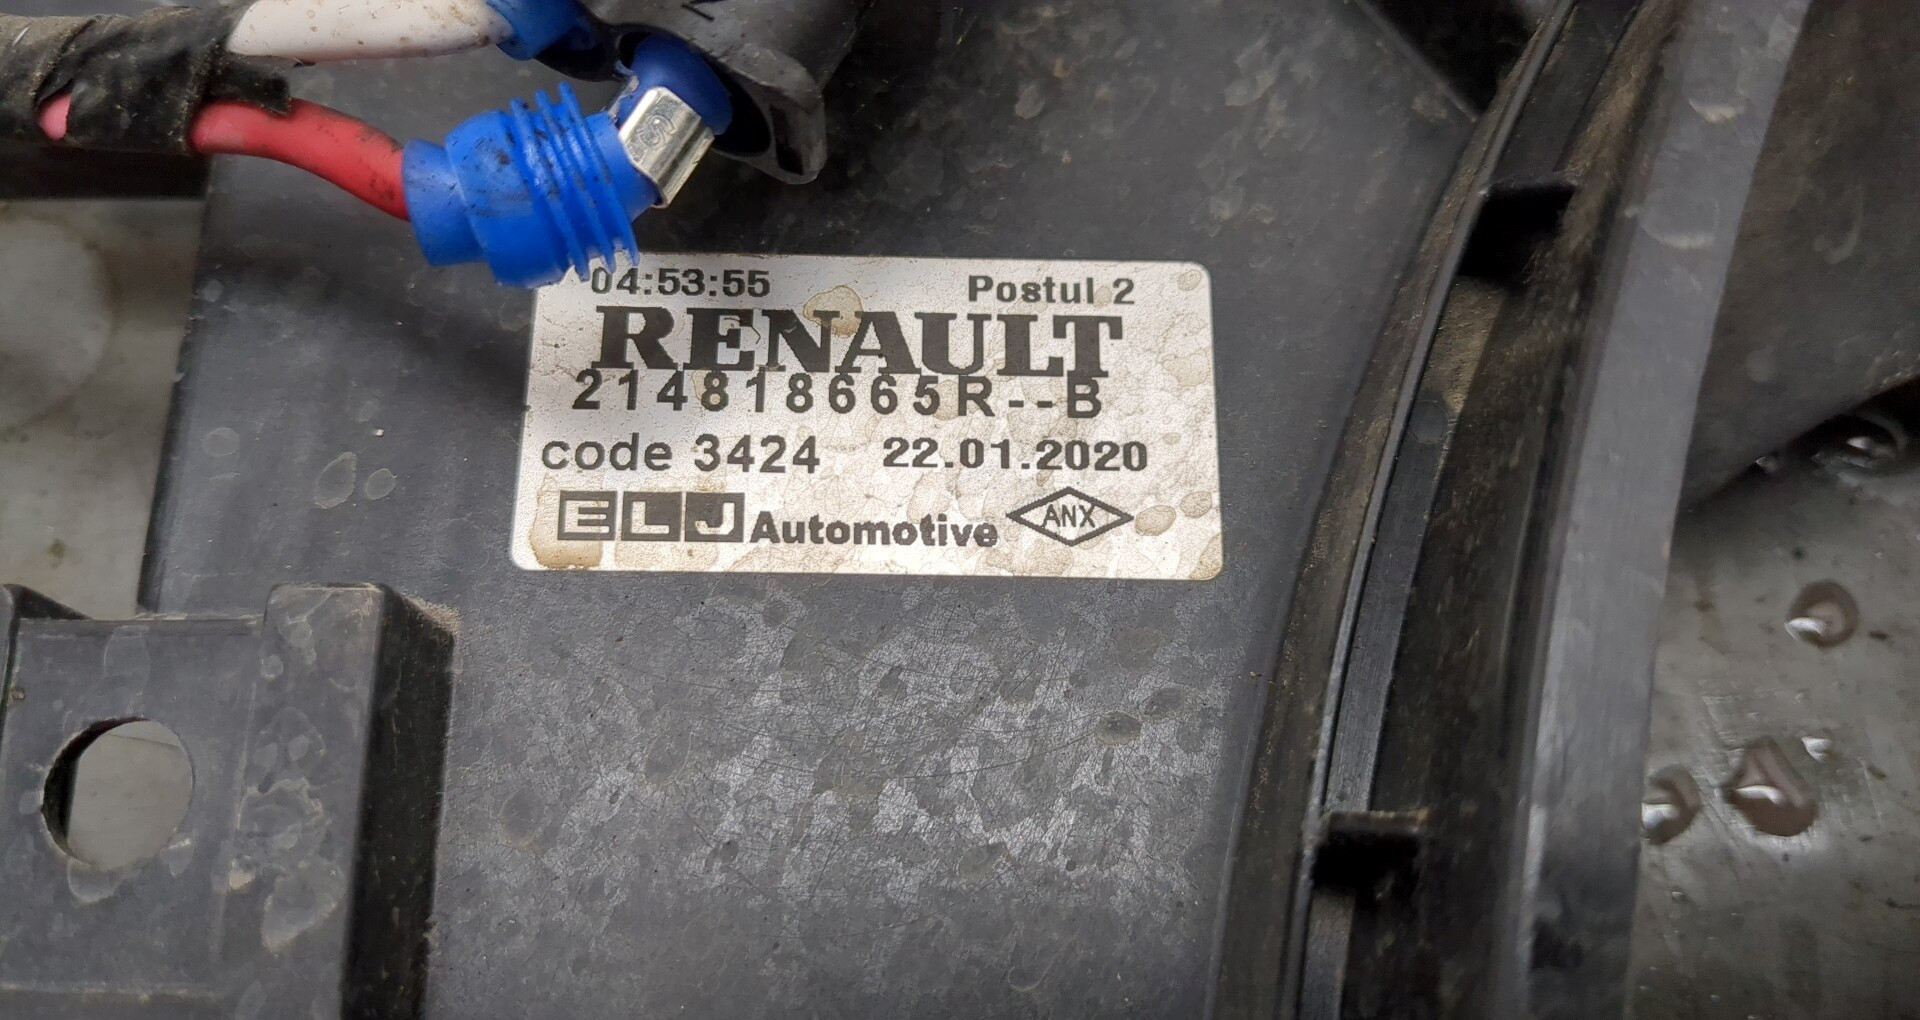 04:53:55 Postul 2
RENAULT
214818665R--B
code 3424 22.01.2020
ELJ Automotive ANX